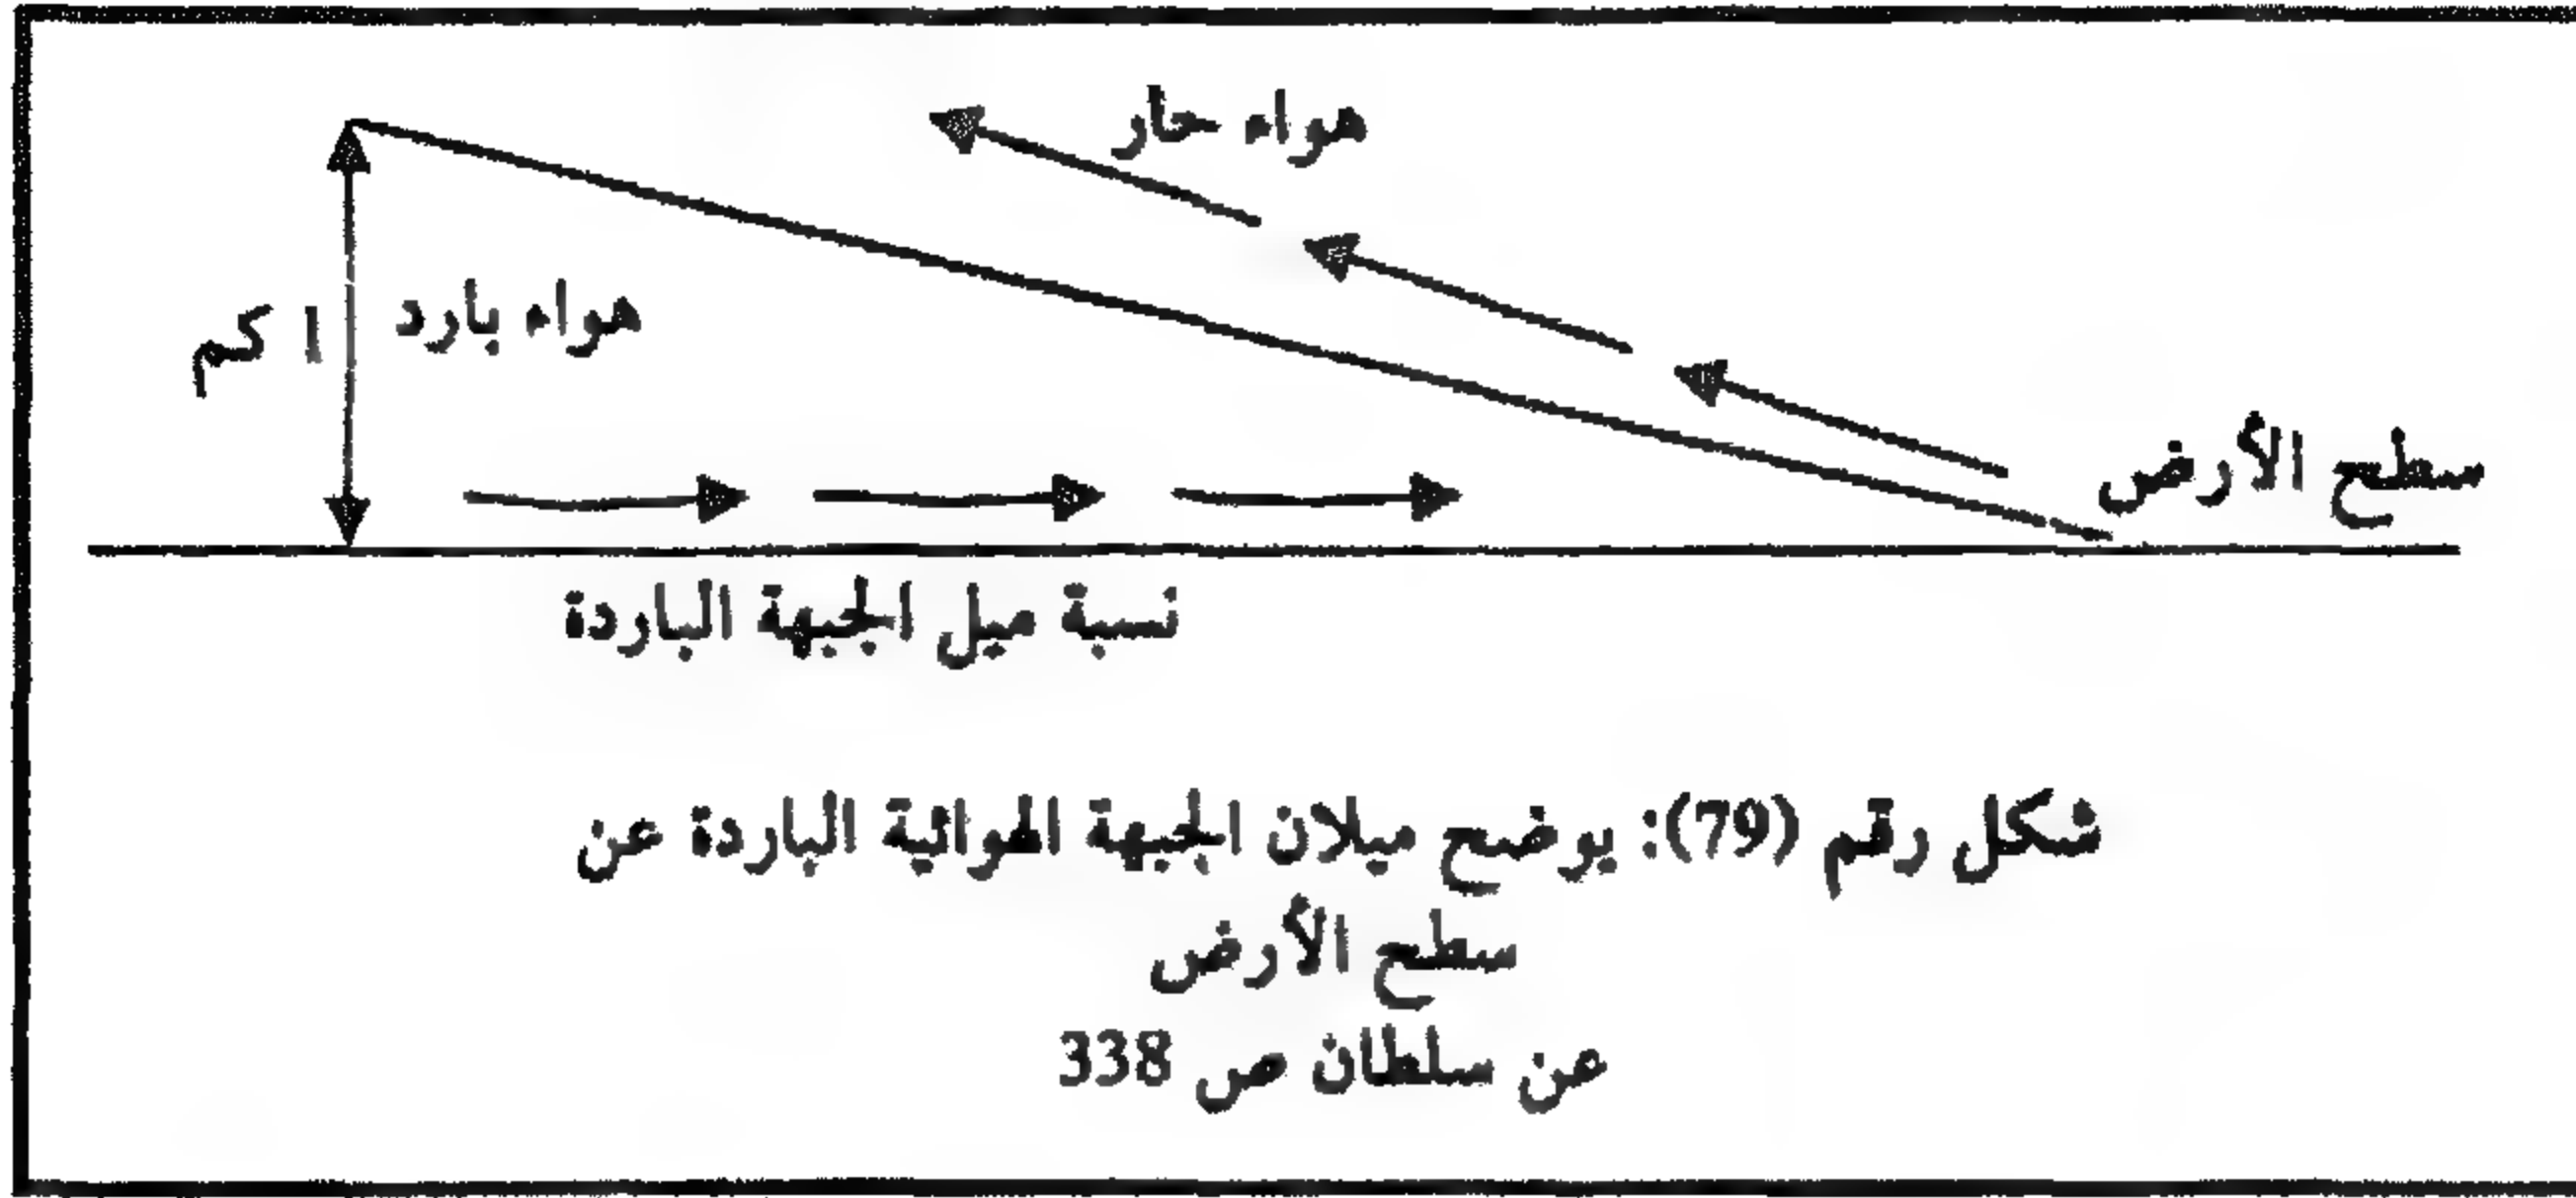 هواء حار
هواء بارد
1 كم
سطح الأرض
نسبة ميل الجبهة الباردة
شكل رقم (79): يوضح ميلان الجبهة الهوائية الباردة عن
سطح الأرض
عن سلطان ص 338